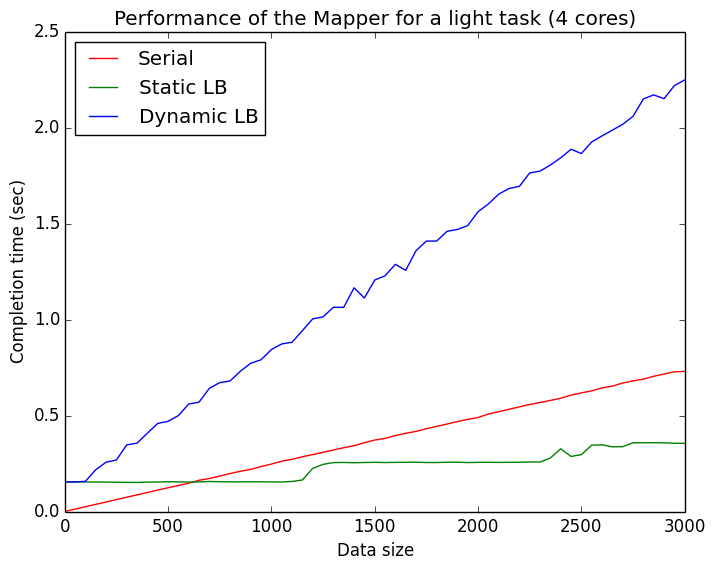 Performance of the Mapper for a light task (4 cores)
2.5
Serial
Static LB
Dynamic LB
2.0
1.5
1.0
0.5
0.0
Completion time (sec)
0 500 1000 1500 2000 2500 3000
Data size